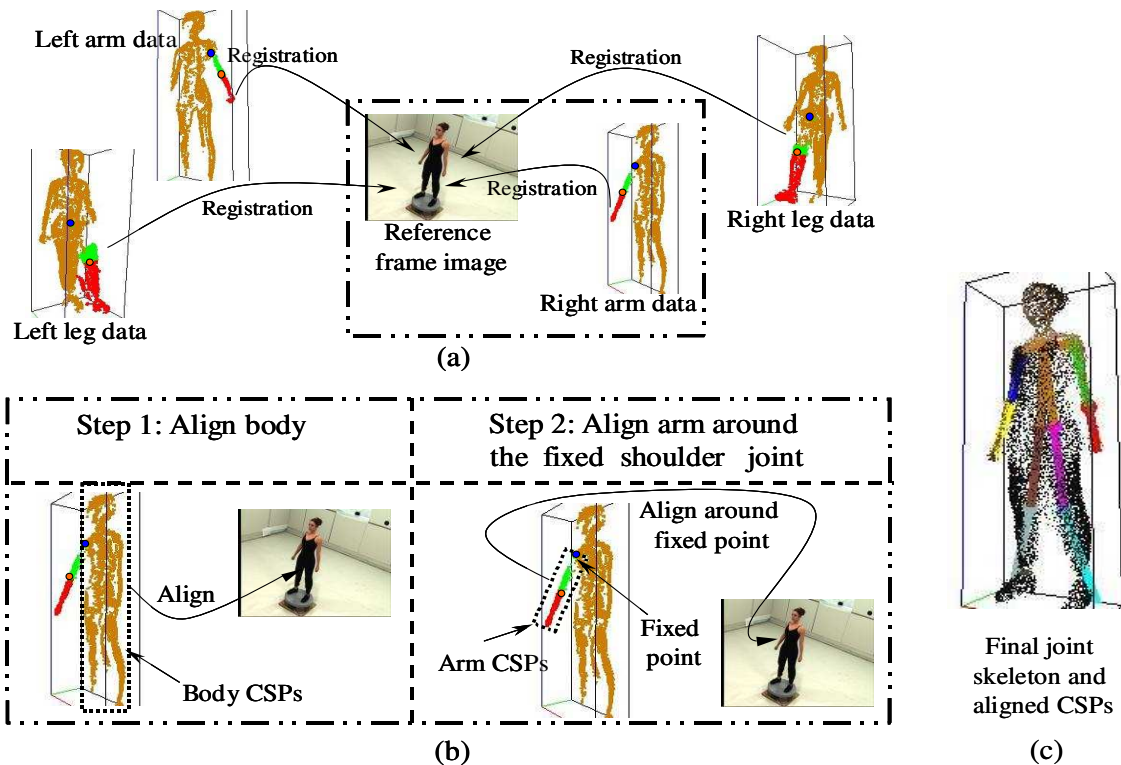 Left arm data
Registration
Registration
Registration
Registration
Reference
frame image
Right leg data
Right arm data
Left leg data
(a)
Step 1: Align body
Step 2: Align arm around
the fixed shoulder joint
Align around
fixed point
Align
Fixed
point
Arm CSPs
Body CSPs
(b)
Final joint
skeleton and
aligned CSPs
(c)